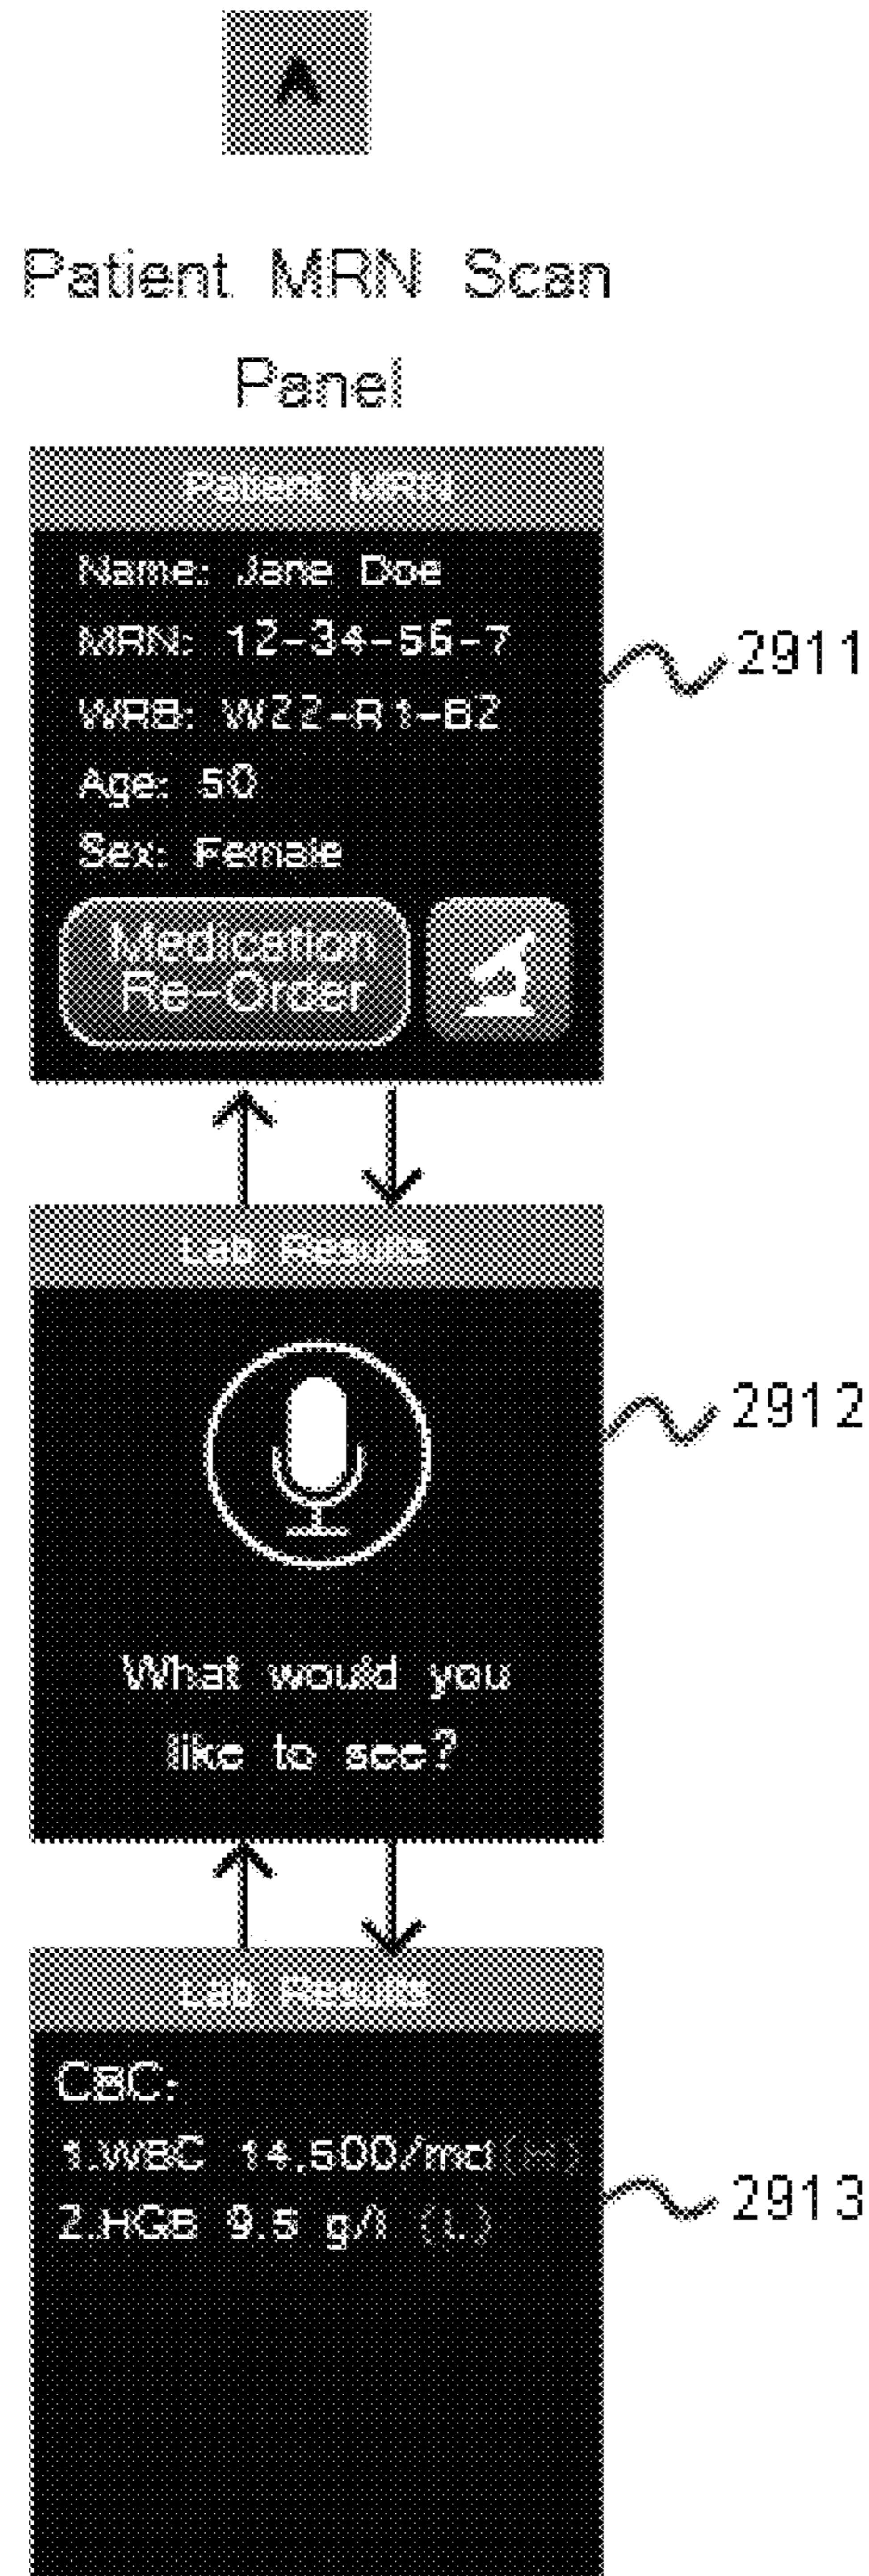 A
Patient MRN Scan
Panel
Patient MRN
Name: Jane Doe
MRN: 12-34-56-7
WRB: W22-R1-B2
Age: 50
Sex: Female
Medication
Re-Order
2911
Lab Results
What would you
like to see?
2912
Lab Results
CBC:
1.WBC 14,500/mcl (H)
2.HGB 9.5 g/l (L)
2913